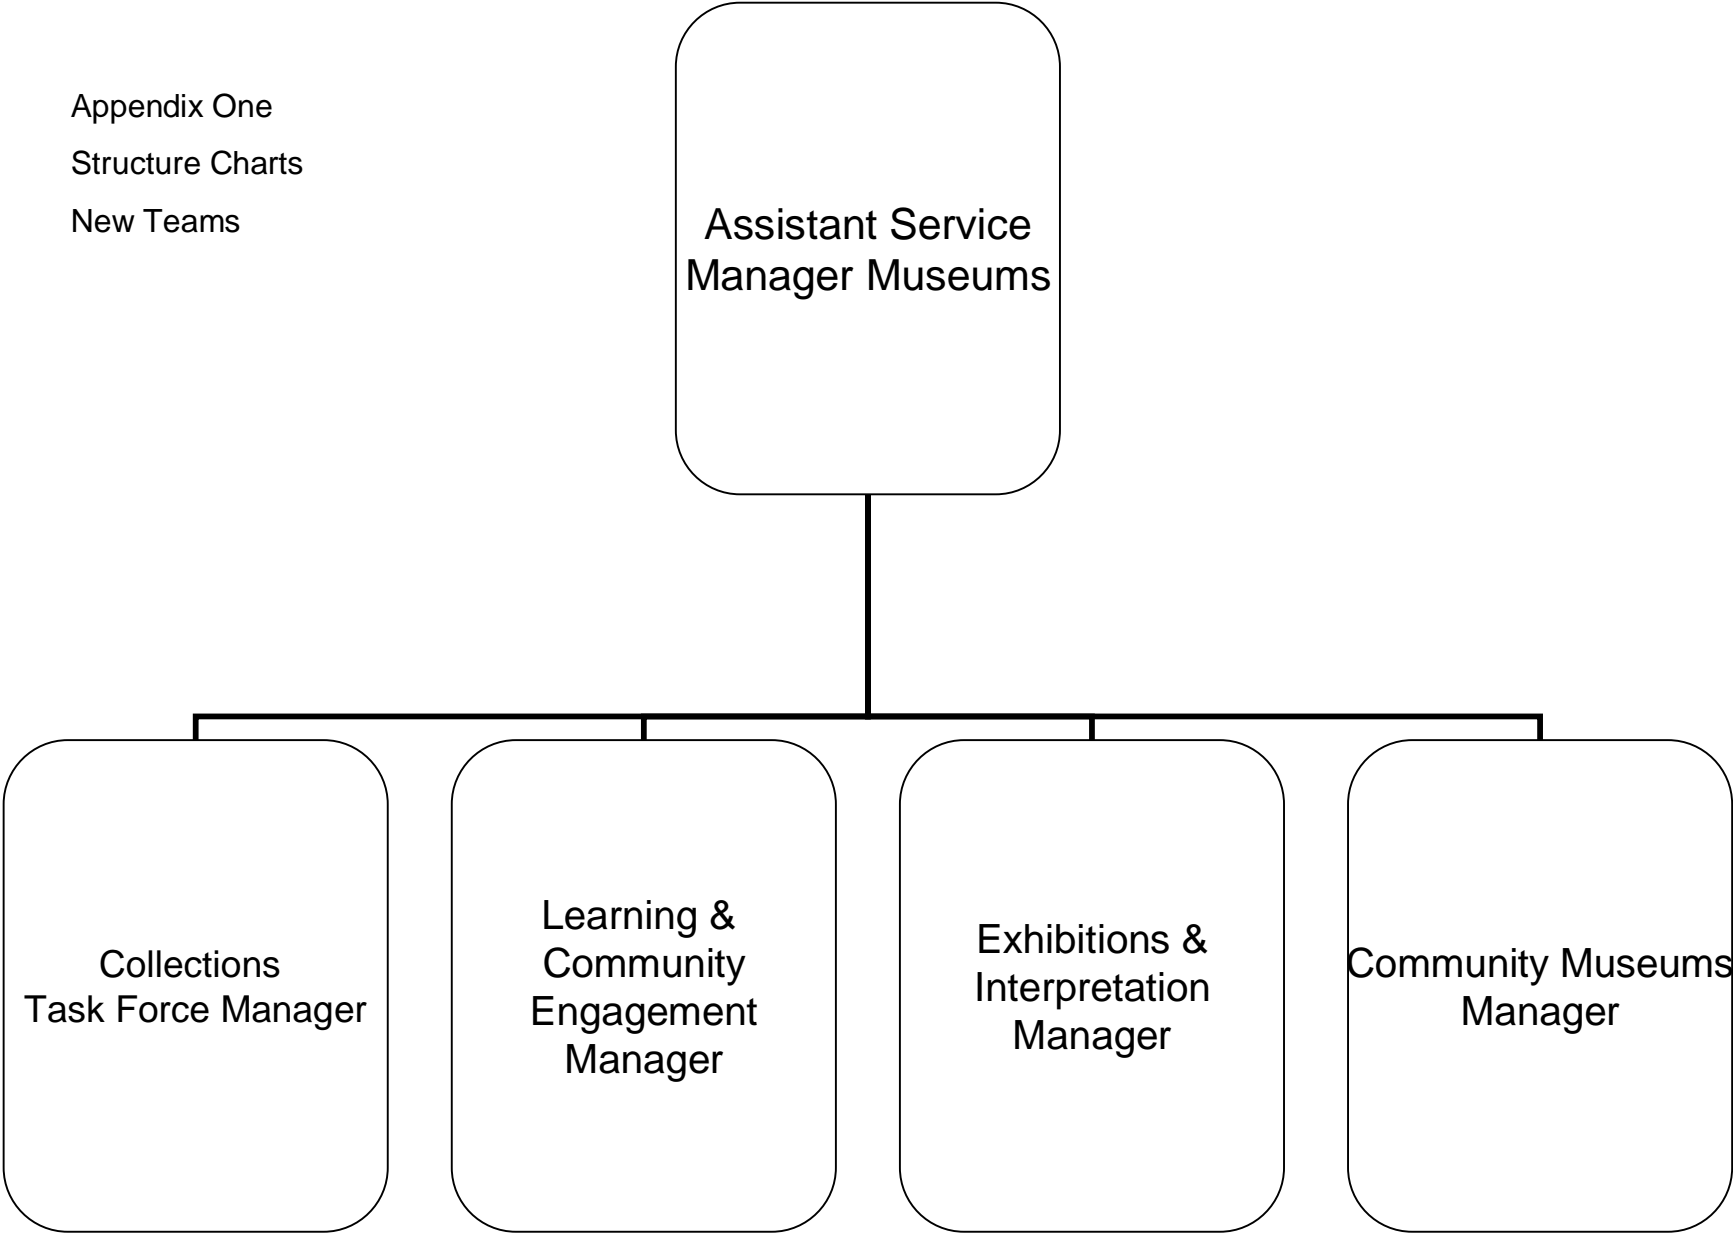 Appendix One
Structure Charts
New Teams
Assistant Service
Manager Museums
Collections
Task Force Manager
Learning &
Community
Engagement
Manager
Exhibitions &
Interpretation
Manager
Community Museums
Manager